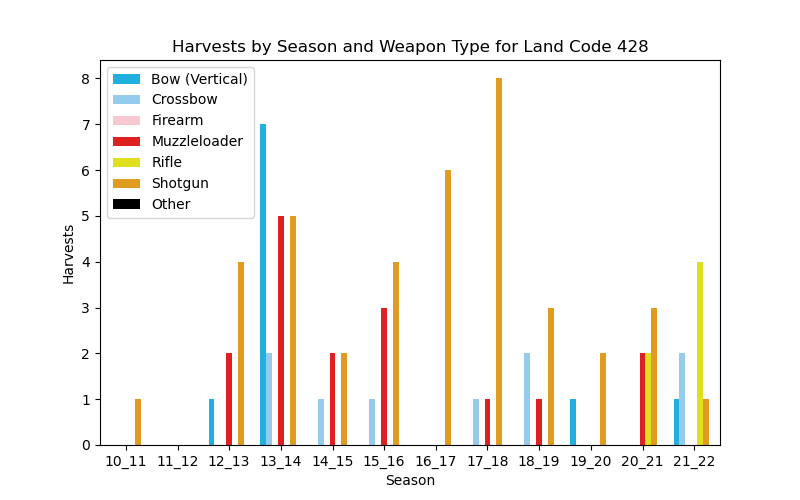 Harvests by Season and Weapon Type for Land Code 428
Bow (Vertical)
Crossbow
Firearm
Muzzleloader
Rifle
Shotgun
Other
8
7
6
5
4
3
2
1
0
Harvests
10_11 11_12 12_13 13_14 14_15 15_16 16_17 17_18 18_19 19_20 20_21 21_22
Season